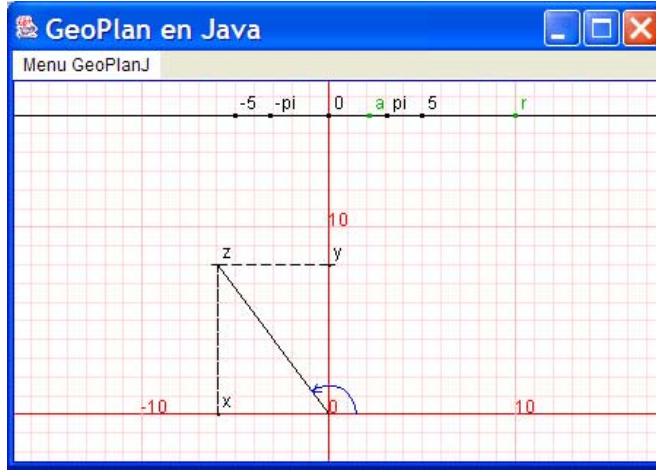 GeoPlan en Java
Menu GeoPlanJ
-5 -pi 0 a pi 5 r
10
z y
-10 x 0 10